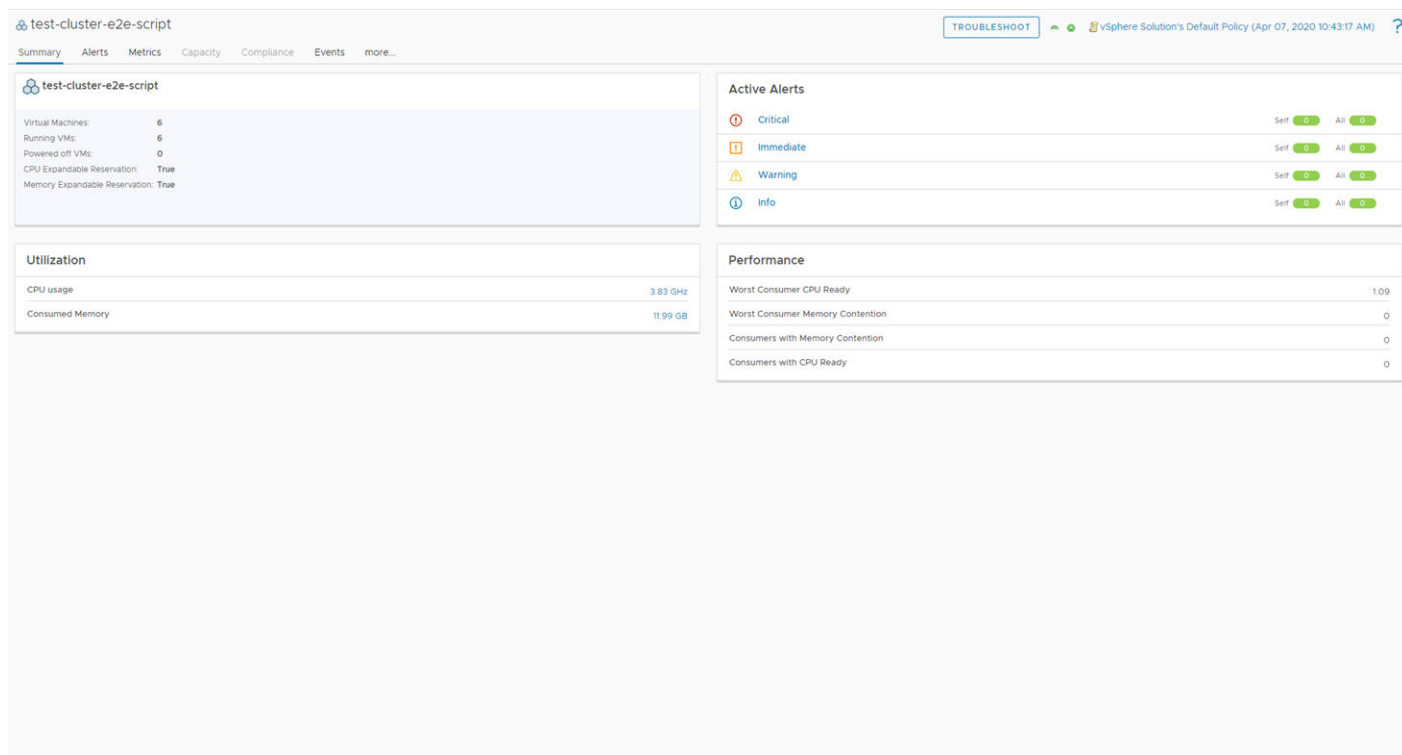 test-cluster-e2e-script
TROUBLESHOOT vSphere Solution's Default Policy (Apr 07, 2020 10:43:17 AM) ?
Summary Alerts Metrics Capacity Compliance Events more...
test-cluster-e2e-script
Virtual Machines: 6
Running VMs: 6
Powered off VMs: 0
CPU Expandable Reservation: True
Memory Expandable Reservation: True
Active Alerts
Critical Self 0 All 0
Immediate Self 0 All 0
Warning Self 0 All 0
Info Self 0 All 0
Utilization
CPU usage 3.83 GHz
Consumed Memory 11.99 GB
Performance
Worst Consumer CPU Ready 1.09
Worst Consumer Memory Contention 0
Consumers with Memory Contention 0
Consumers with CPU Ready 0